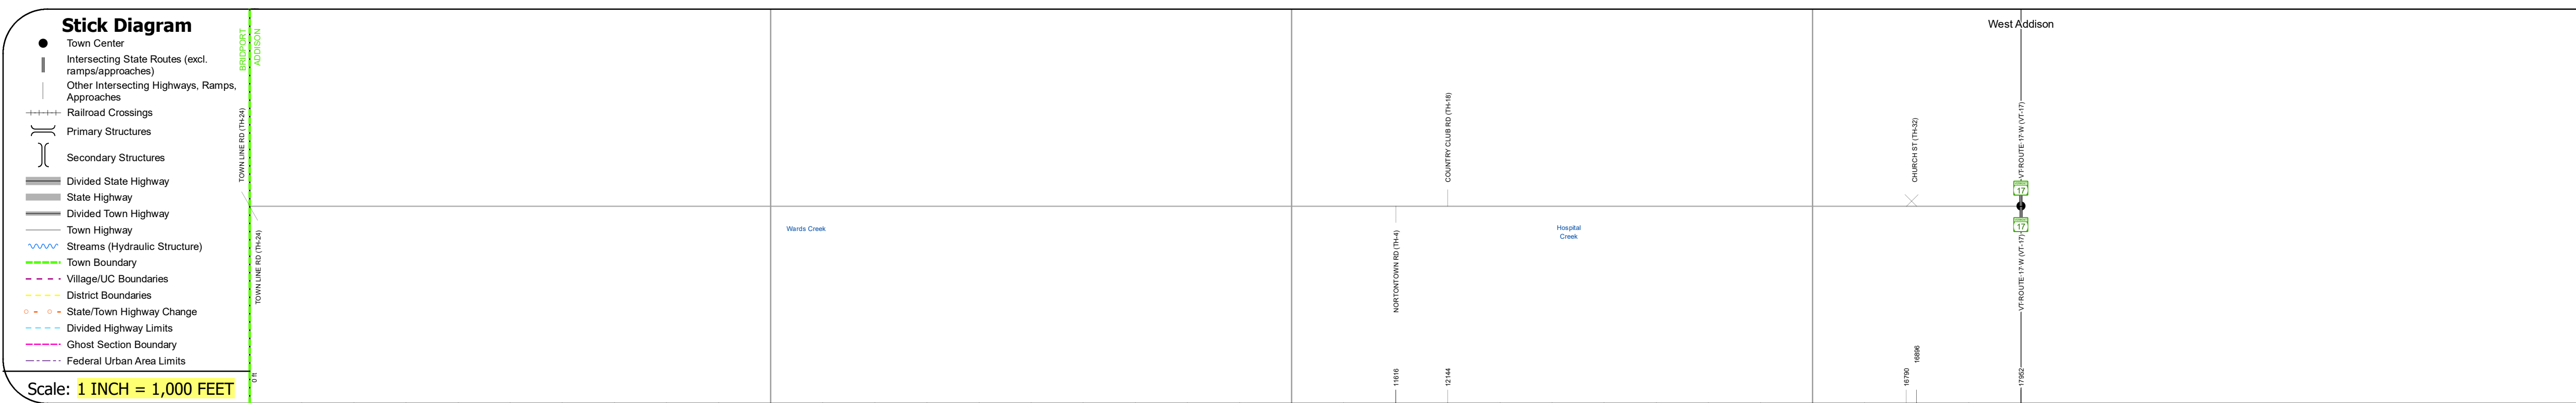 Stick Diagram
Town Center
Intersecting State Routes (excl.
ramps/approaches)
Other Intersecting Highways, Ramps,
Approaches
Railroad Crossings
Primary Structures
Secondary Structures
Divided State Highway
State Highway
Divided Town Highway
Town Highway
Streams (Hydraulic Structure)
Town Boundary
Village/UC Boundaries
District Boundaries
State/Town Highway Change
Divided Highway Limits
Ghost Section Boundary
Federal Urban Area Limits
Scale: 1 INCH = 1,000 FEET
BRIDPORT
ADDISON
TOWN LINE RD (TH-24)
TOWN LINE RD (TH-24)
0 ft
Wards Creek
NORTONTOWN RD (TH-4)
11616
COUNTRY CLUB RD (TH-18)
12144
Hospital
Creek
CHURCH ST (TH-32)
16790
16896
West Addison
VT-ROUTE-17-W (VT-17)
17
17
VT-ROUTE-17-W (VT-17)
17952